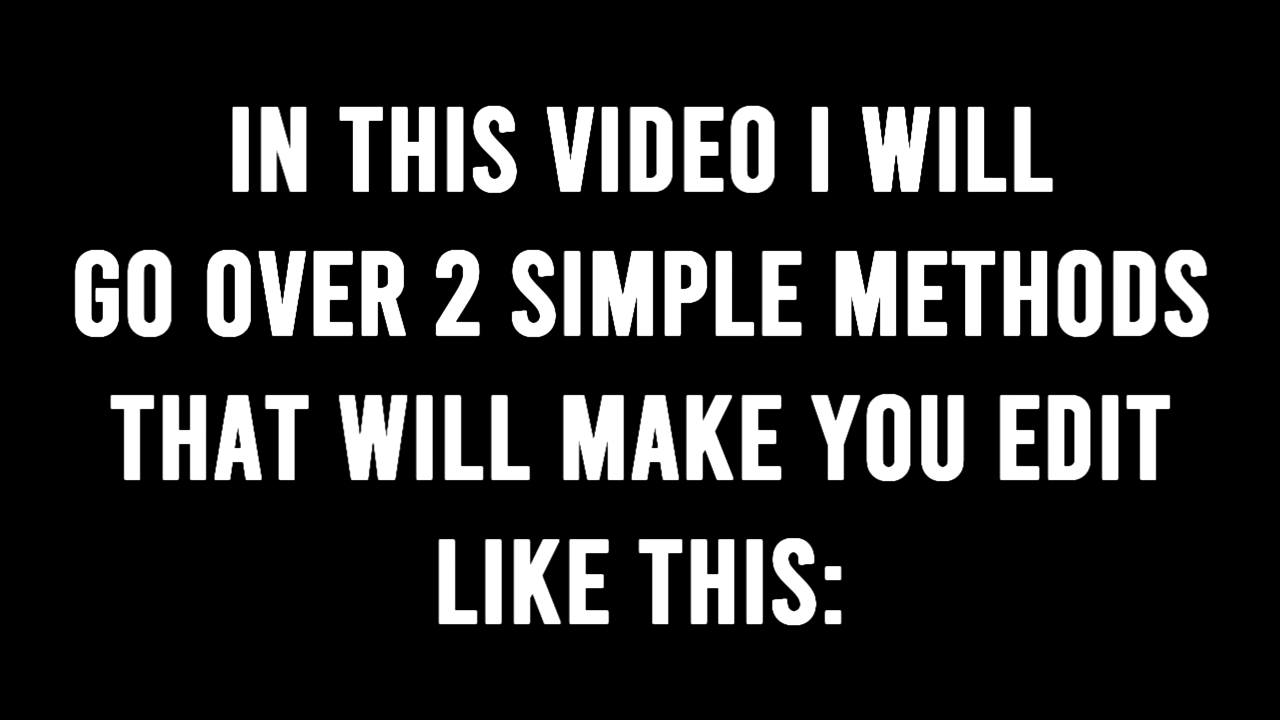 IN THIS VIDEO I WILL
GO OVER 2 SIMPLE METHODS
THAT WILL MAKE YOU EDIT
LIKE THIS: